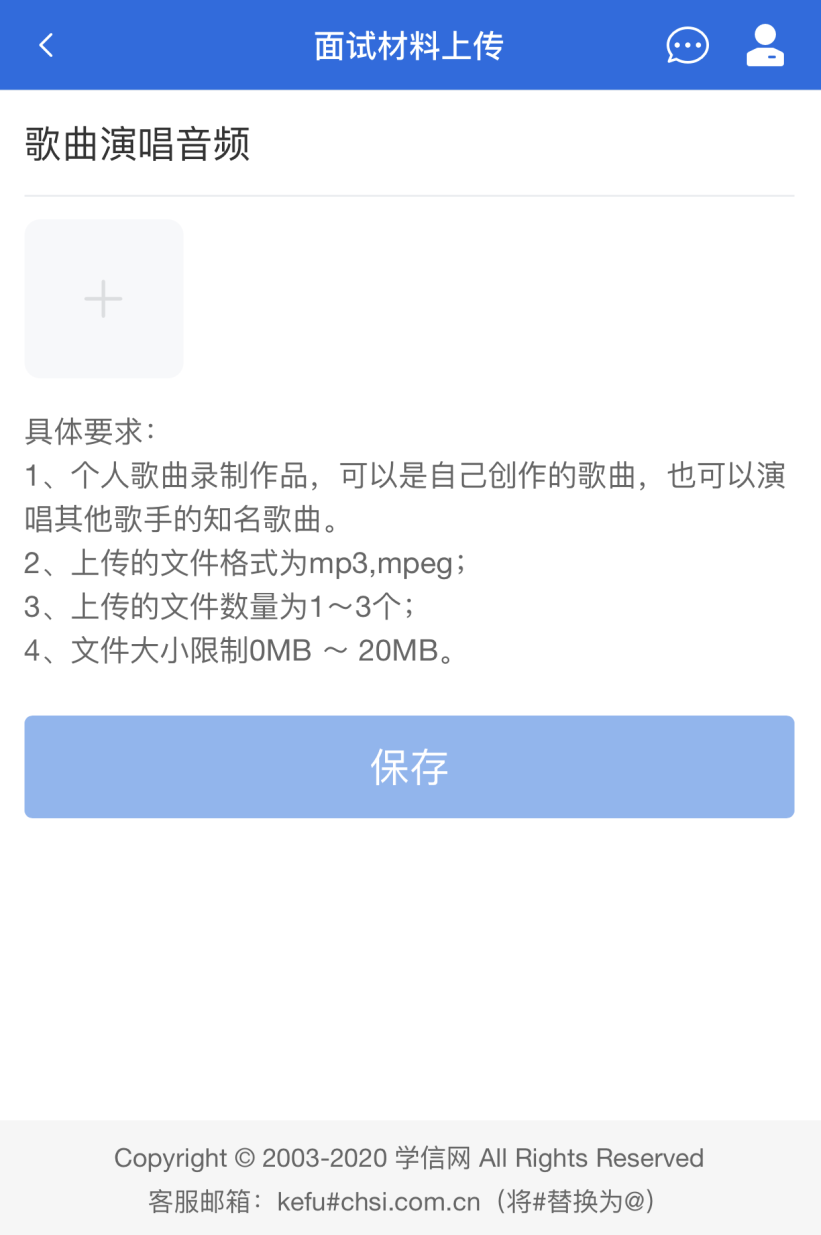 面试材料上传
歌曲演唱音频
具体要求：
1、个人歌曲录制作品，可以是自己创作的歌曲，也可以演
唱其他歌手的知名歌曲。
2、上传的文件格式为mp3,mpeg；
3、上传的文件数量为1～3个；
4、文件大小限制0MB ～ 20MB。
保存
Copyright © 2003-2020 学信网 All Rights Reserved
客服邮箱：kefu#chsi.com.cn（将#替换为@）